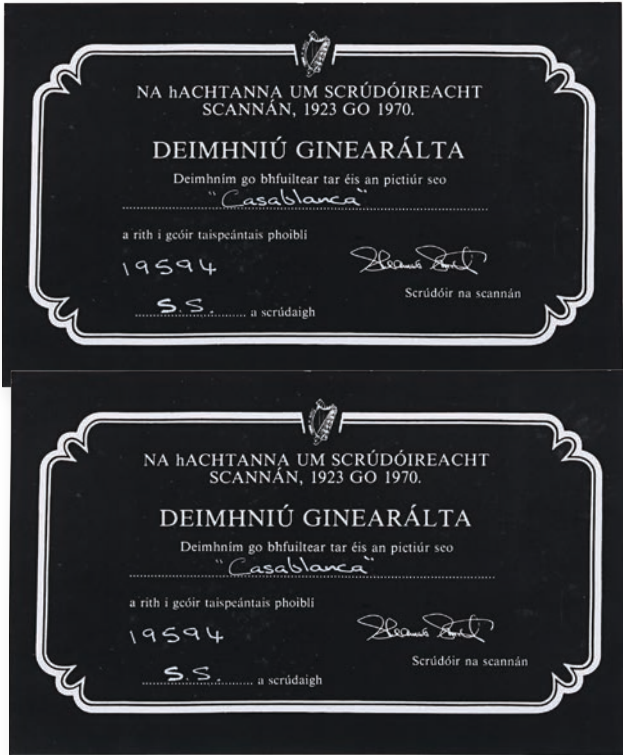 NA hACHTANNA UM SCRÚDÓIREACHT
SCANNÁN, 1923 GO 1970.
DEIMHNIÚ GINEARÁLTA
Deimhním go bhfuiltear tar éis an pictiúr seo
"Casablanca"
a rith i gcóir taispeántais phoiblí
19594
Scrúdóir na scannán
S.S. a scrúdaigh
NA hACHTANNA UM SCRÚDÓIREACHT
SCANNÁN, 1923 GO 1970.
DEIMHNIÚ GINEARÁLTA
Deimhním go bhfuiltear tar éis an pictiúr seo
"Casablanca"
a rith i gcóir taispeántais phoiblí
19594
Scrúdóir na scannán
S.S. a scrúdaigh